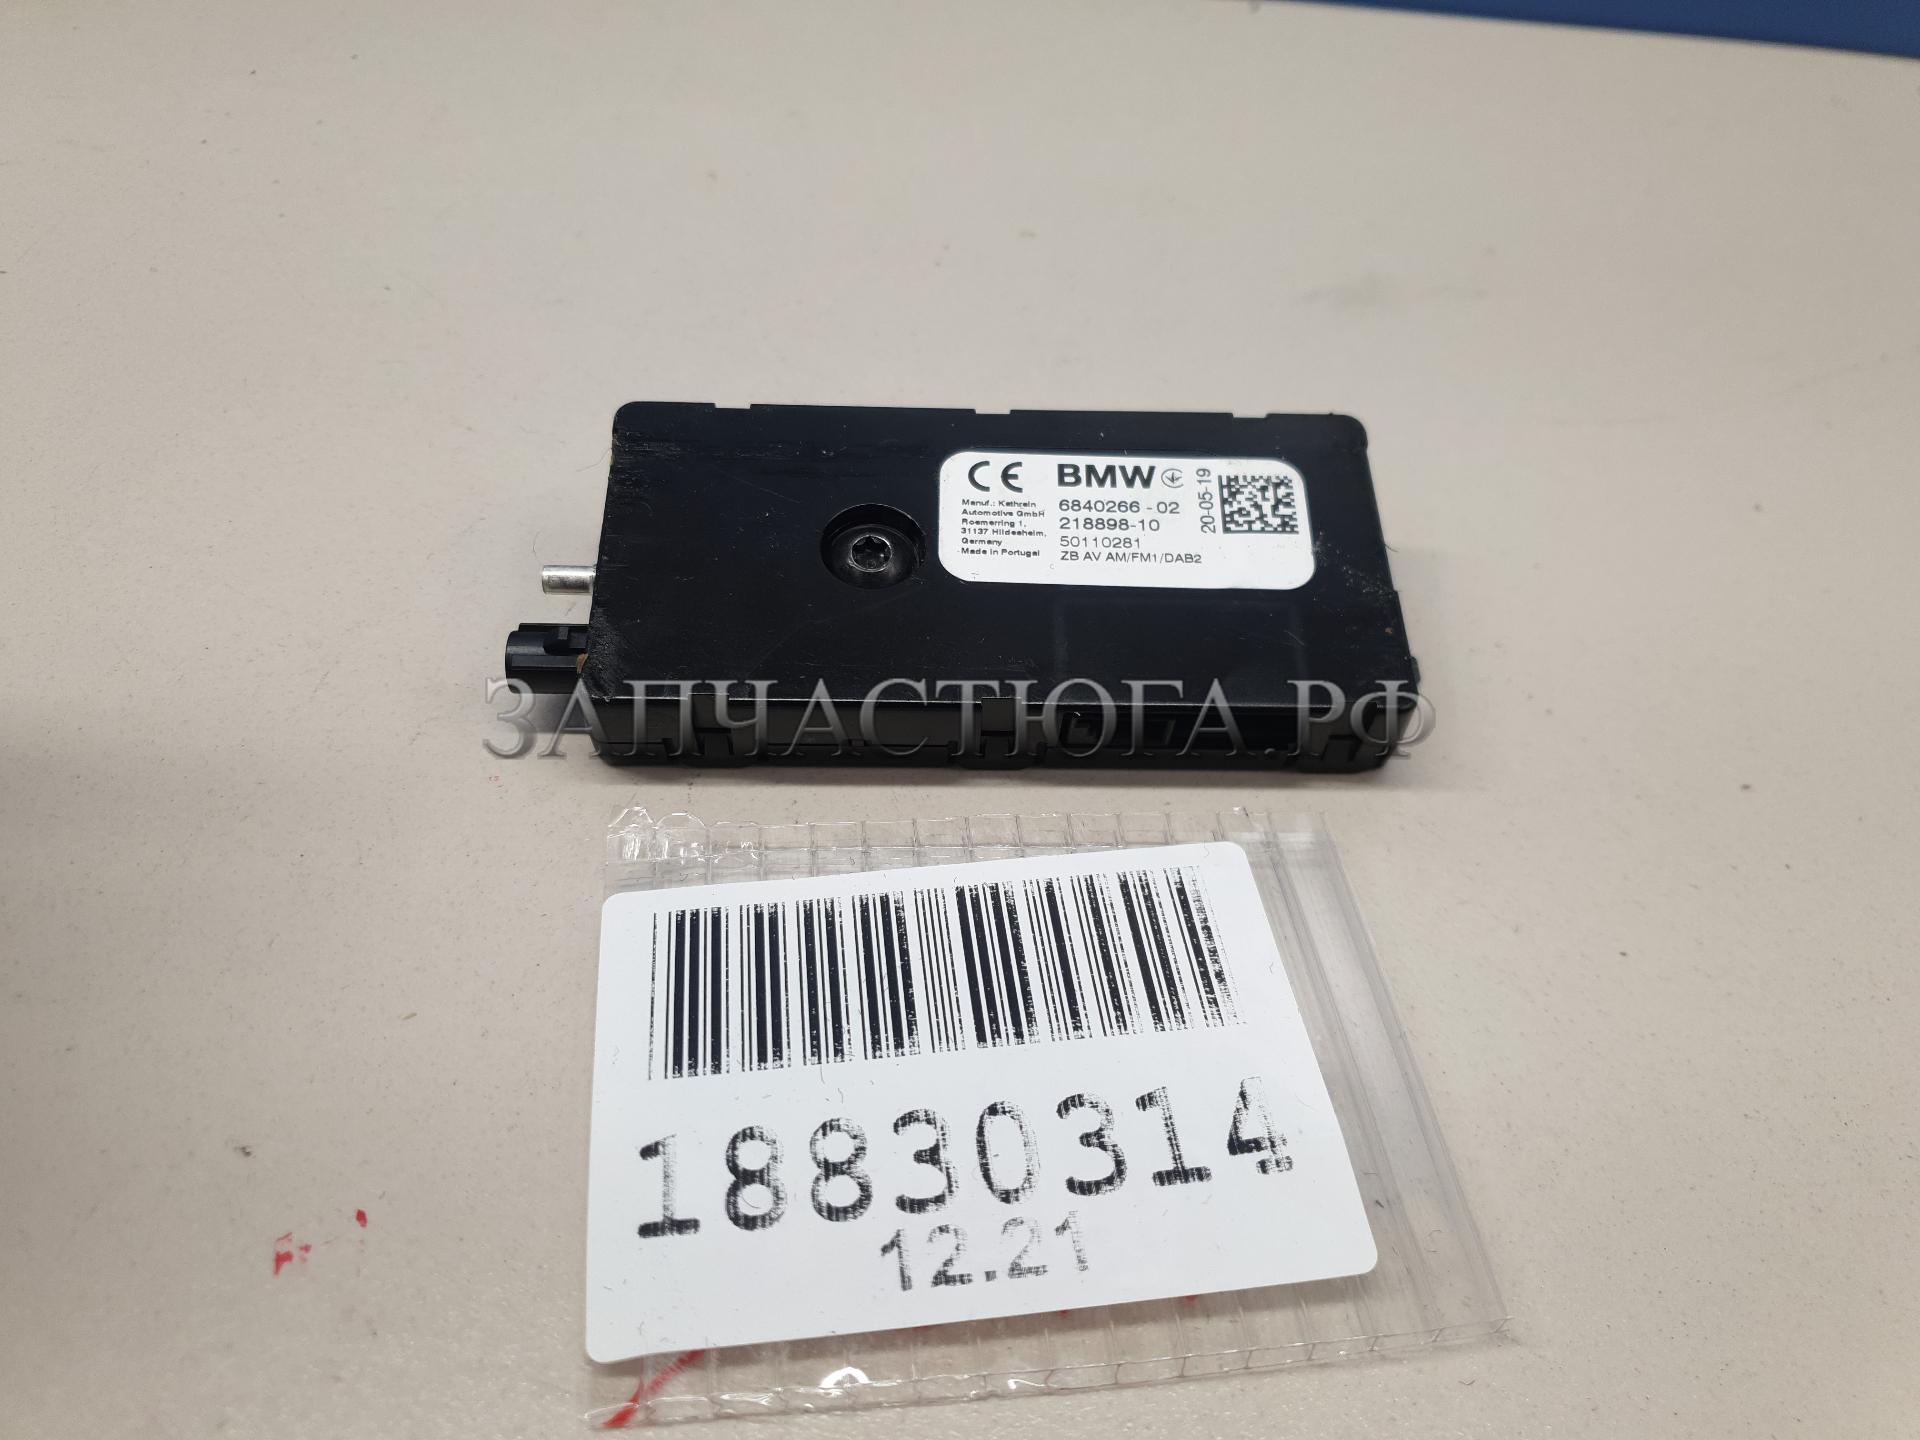 CE BMW
Manuf.: Kathrein
Automotive GmbH
Roemerring 1,
31137 Hildesheim,
Germany
Made in Portugal
6840266-02
218898-10
50110281
ZB AV AM/FM1/DAB2
20-05-19
ЗАПЧАСТЮГА.РФ
18830314
12.21